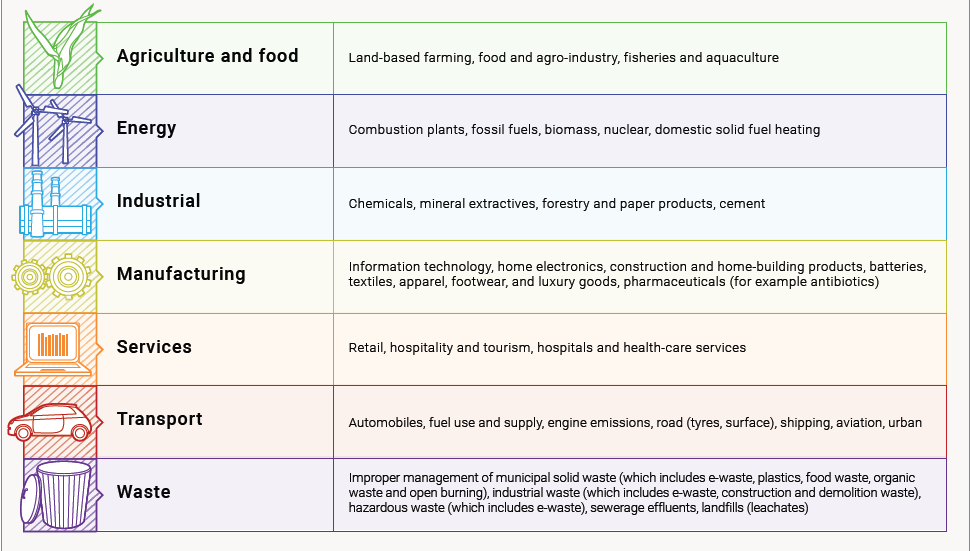 Agriculture and food
Land-based farming, food and agro-industry, fisheries and aquaculture
Energy
Combustion plants, fossil fuels, biomass, nuclear, domestic solid fuel heating
Industrial
Chemicals, mineral extractives, forestry and paper products, cement
Manufacturing
Information technology, home electronics, construction and home-building products, batteries,
textiles, apparel, footwear, and luxury goods, pharmaceuticals (for example antibiotics)
Services
Retail, hospitality and tourism, hospitals and health-care services
Transport
Automobiles, fuel use and supply, engine emissions, road (tyres, surface), shipping, aviation, urban
Waste
Improper management of municipal solid waste (which includes e-waste, plastics, food waste, organic
waste and open burning), industrial waste (which includes e-waste, construction and demolition waste),
hazardous waste (which includes e-waste), sewerage effluents, landfills (leachates)